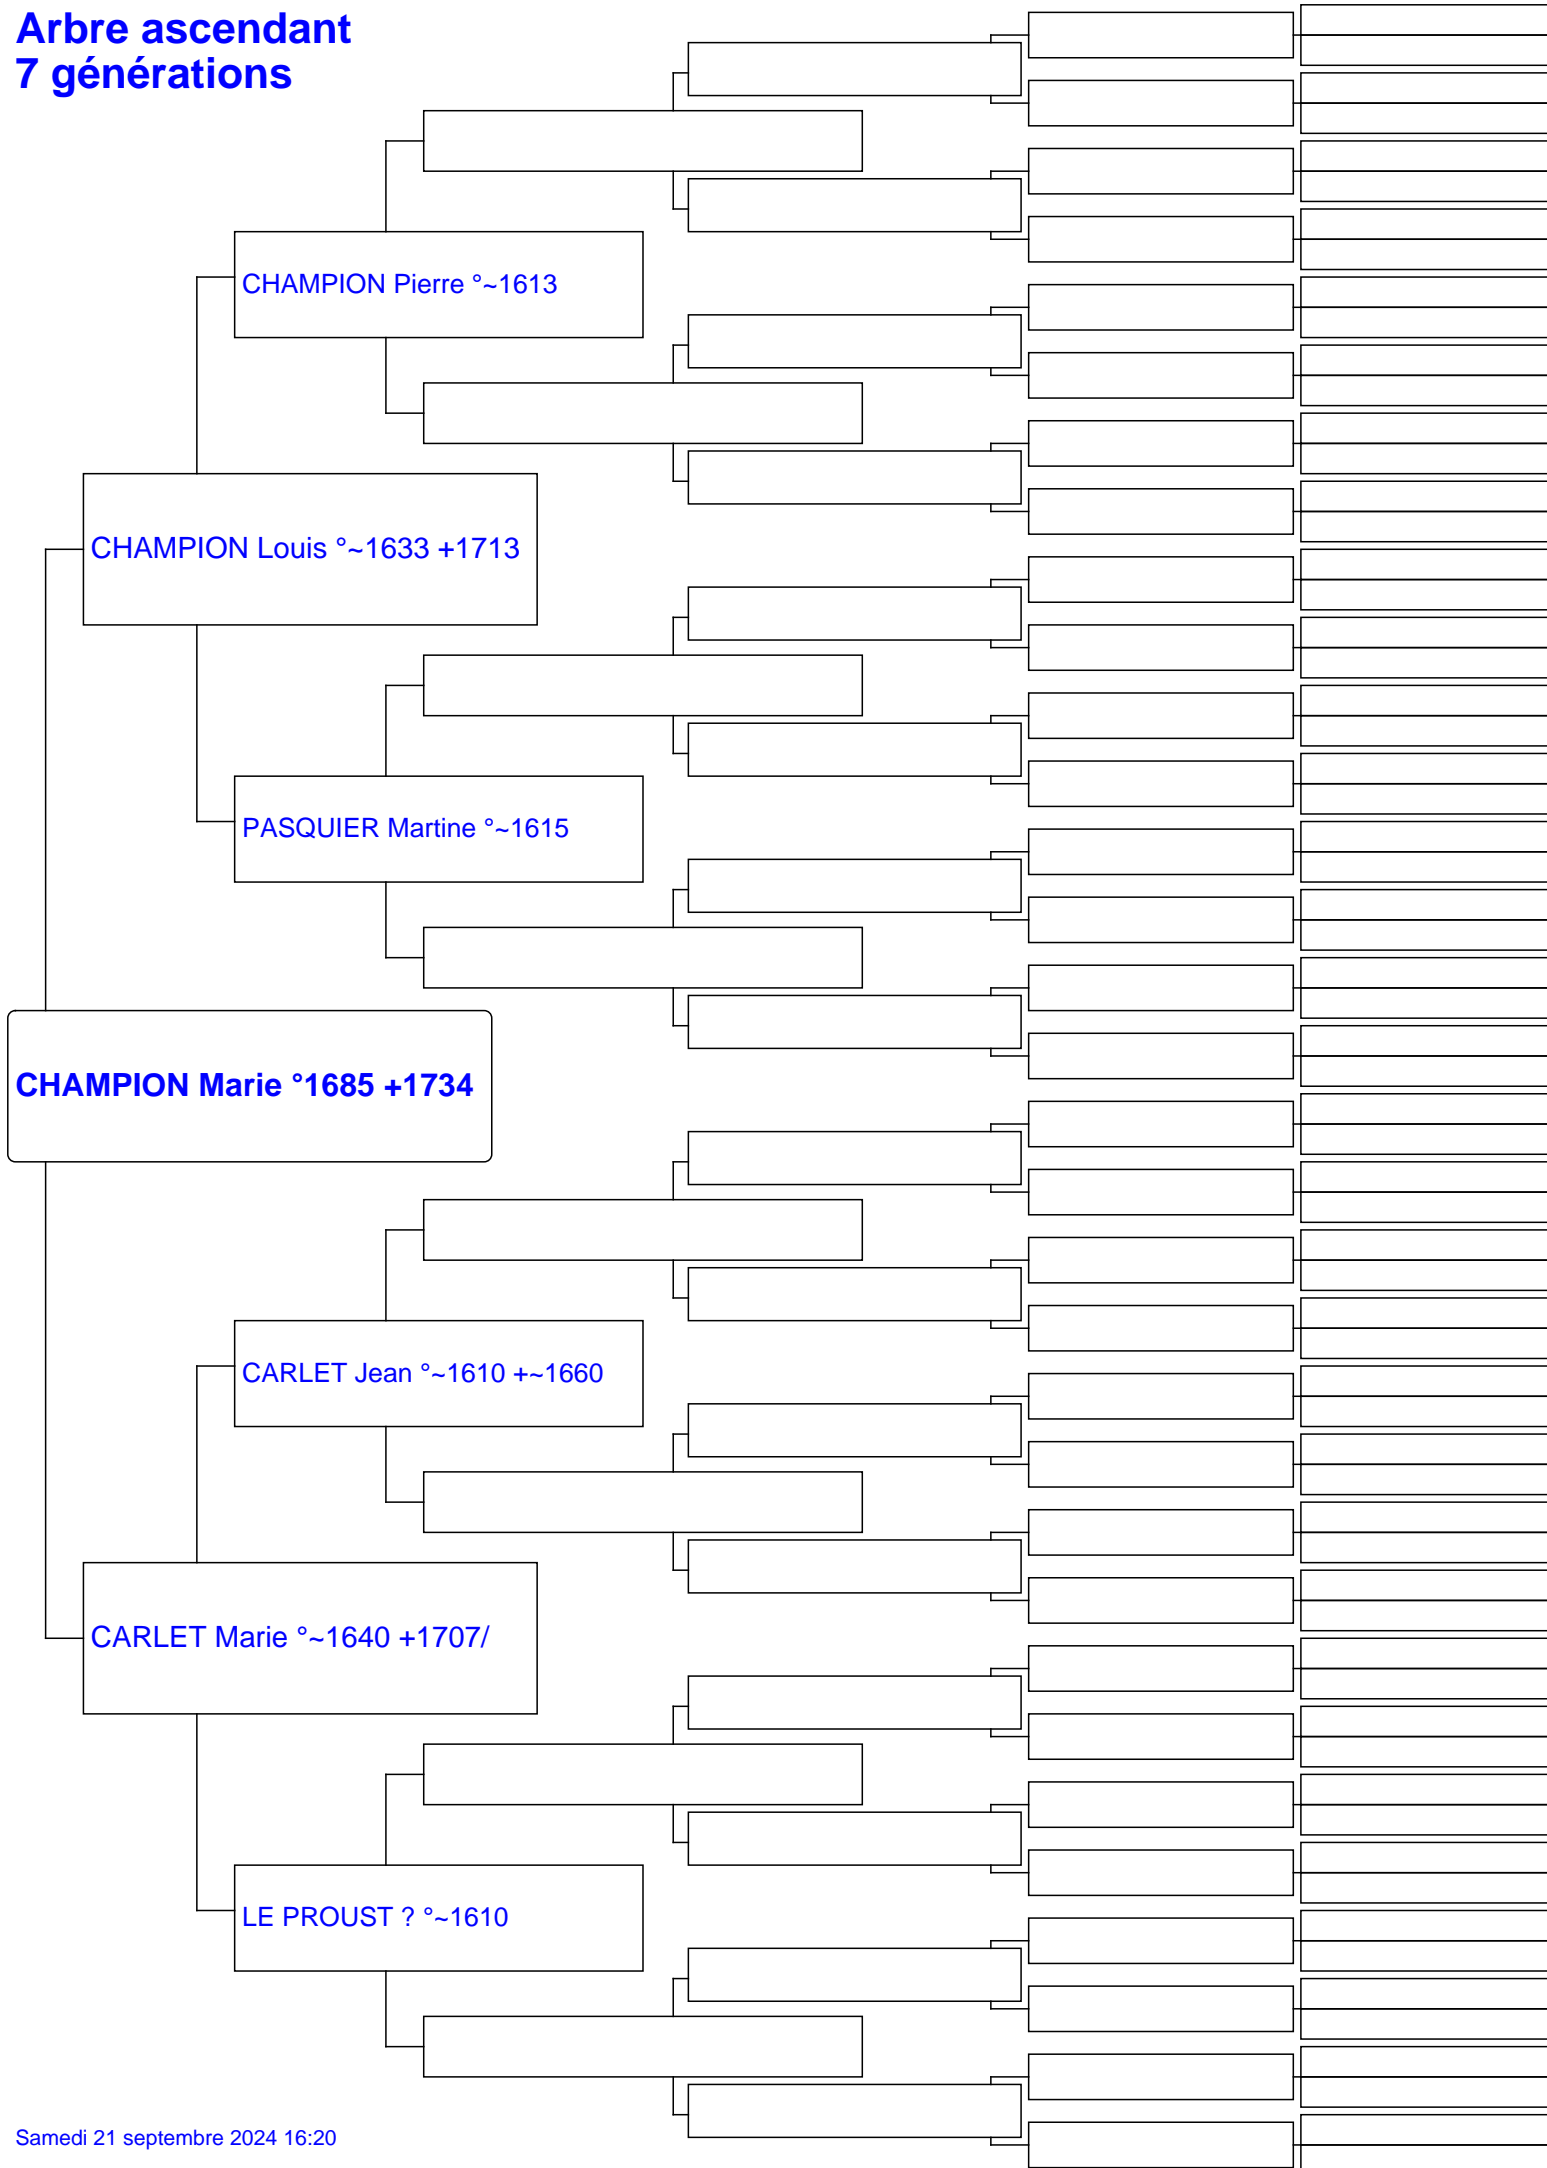 Arbre ascendant
7 générations
CHAMPION Pierre °~1613
CHAMPION Louis °~1633 +1713
PASQUIER Martine °~1615
CHAMPION Marie °1685 +1734
CARLET Jean °~1610 +~1660
CARLET Marie °~1640 +1707/
LE PROUST ? °~1610
Samedi 21 septembre 2024 16:20